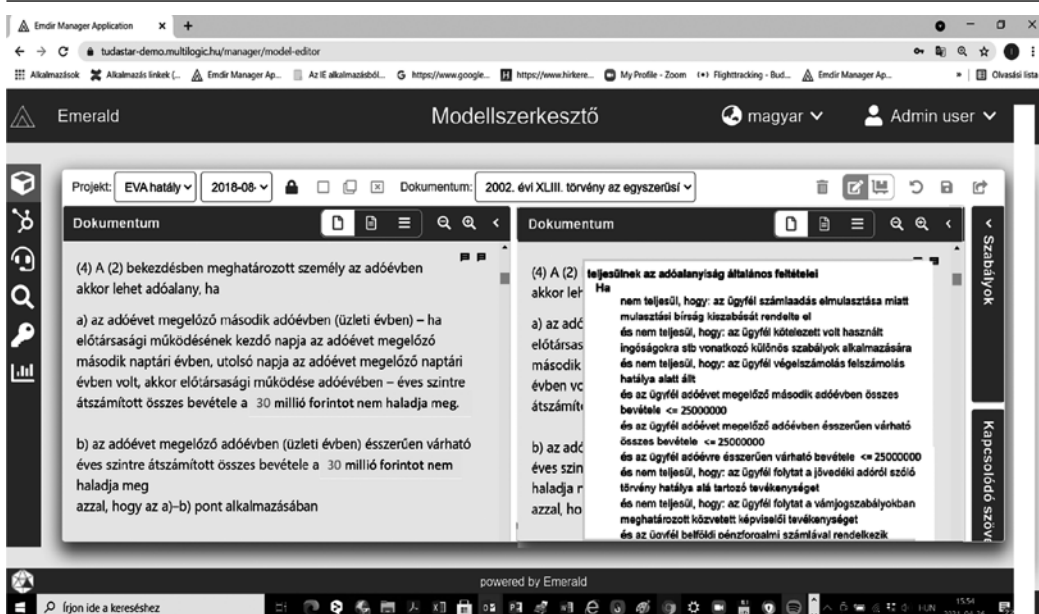 Emdir Manager Application
tudastar-demo.multilogic.hu/manager/model-editor
Alkalmazások
Alkalmazás linkek (...
Emdir Manager Ap...
Az IE alkalmazásból...
https://www.google...
https://www.hirkere...
My Profile - Zoom
Flighttracking - Bud...
Emdir Manager Ap...
»
Olvasási lista
Emerald
Modellszerkesztő
magyar
Admin user
Projekt:
EVA hatály
2018-08-
Dokumentum:
2002. évi XLIII. törvény az egyszerűsí
Dokumentum
(4) A (2) bekezdésben meghatározott személy az adóévben
akkor lehet adóalany, ha
a) az adóévet megelőző második adóévben (üzleti évben) – ha
előtársasági működésének kezdő napja az adóévet megelőző
második naptári évben, utolsó napja az adóévet megelőző naptári
évben volt, akkor előtársasági működése adóévében – éves szintre
átszámított összes bevétele a 30 millió forintot nem haladja meg.
b) az adóévet megelőző adóévben (üzleti évben) ésszerűen várható
éves szintre átszámított összes bevétele a 30 millió forintot nem
haladja meg
azzal, hogy az a)–b) pont alkalmazásában
Dokumentum
(4) A (2)
akkor leh
a) az adó
előtársas
második
évben vo
átszámít
b) az adó
éves szin
haladja r
azzal, ho
teljesülnek az adóalanyiság általános feltételei
Ha
nem teljesül, hogy: az ügyfél számlaadás elmulasztása miatt
mulasztási bírság kiszabását rendelte el
és nem teljesül, hogy: az ügyfél kötelezett volt használt
ingóságokra stb vonatkozó különös szabályok alkalmazására
és nem teljesül, hogy: az ügyfél végelszámolás felszámolás
hatálya alatt állt
és az ügyfél adóévet megelőző második adóévben összes
bevétele <= 25000000
és az ügyfél adóévet megelőző adóévben ésszerűen várható
összes bevétele <= 25000000
és az ügyfél adóévre ésszerűen várható bevétele <= 25000000
és nem teljesül, hogy: az ügyfél folytat a jövedéki adóról szóló
törvény hatálya alá tartozó tevékenységet
és nem teljesül, hogy: az ügyfél folytat a vámjogszabályokban
meghatározott közvetett képviselői tevékenységet
és az ügyfél belföldi pénzforgalmi számlával rendelkezik
Szabályok
Kapcsolódó szöve
powered by Emerald
Írjon ide a kereséshez
HUN
15:54